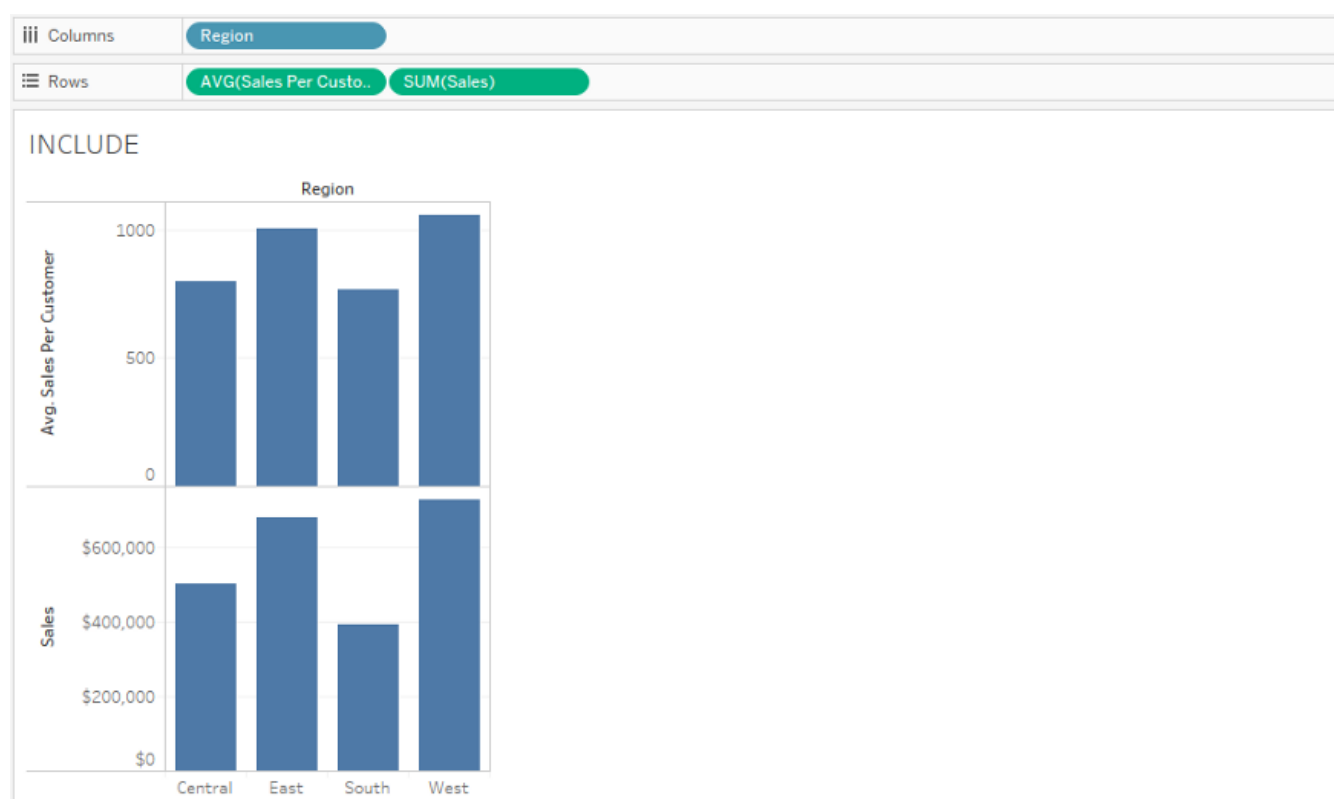 Columns Region
Rows AVG(Sales Per Custo.. SUM(Sales)
INCLUDE
Region
Avg. Sales Per Customer
1000
500
0
Sales
$600,000
$400,000
$200,000
$0
Central East South West